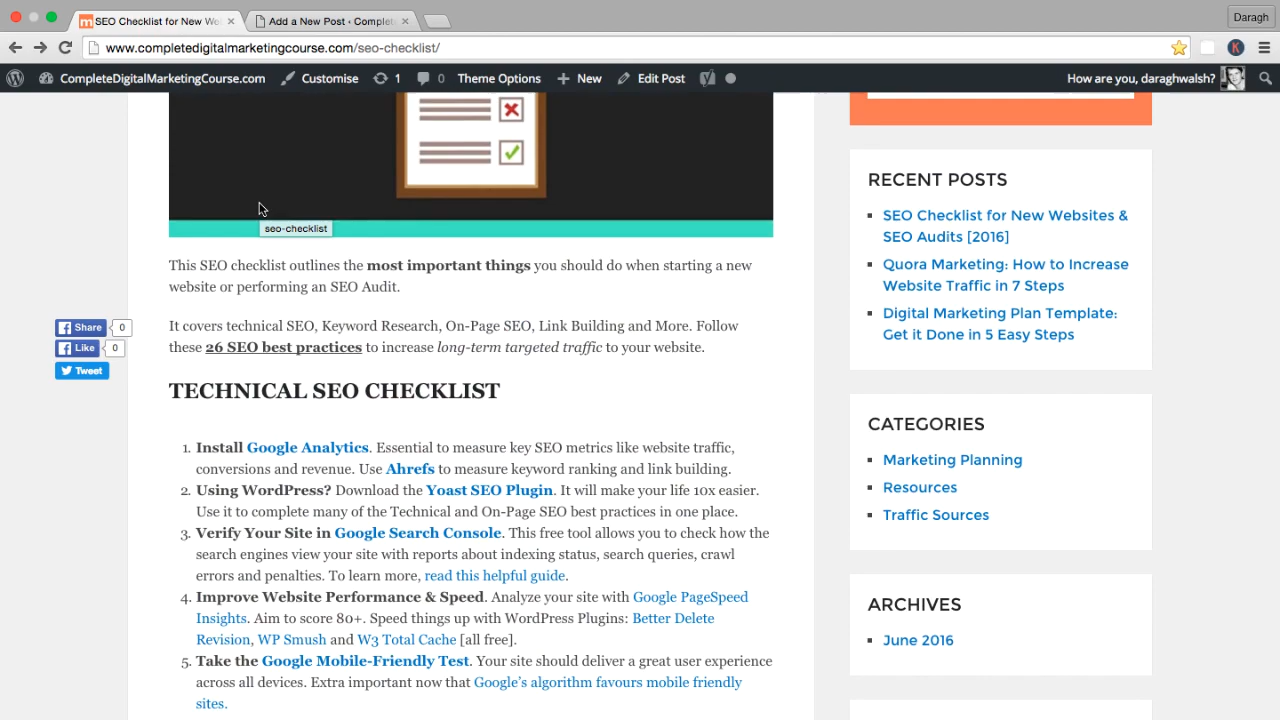 SEO Checklist for New We
Add a New Post ‹ Complet
Daragh
www.completedigitalmarketingcourse.com/seo-checklist/
CompleteDigitalMarketingCourse.com
Customise
1
0
Theme Options
New
Edit Post
How are you, daraghwalsh?
seo-checklist
This SEO checklist outlines the most important things you should do when starting a new
website or performing an SEO Audit.
It covers technical SEO, Keyword Research, On-Page SEO, Link Building and More. Follow
these 26 SEO best practices to increase long-term targeted traffic to your website.
Share
0
Like
0
Tweet
TECHNICAL SEO CHECKLIST
1. Install Google Analytics. Essential to measure key SEO metrics like website traffic,
conversions and revenue. Use Ahrefs to measure keyword ranking and link building.
2. Using WordPress? Download the Yoast SEO Plugin. It will make your life 10x easier.
Use it to complete many of the Technical and On-Page SEO best practices in one place.
3. Verify Your Site in Google Search Console. This free tool allows you to check how the
search engines view your site with reports about indexing status, search queries, crawl
errors and penalties. To learn more, read this helpful guide.
4. Improve Website Performance & Speed. Analyze your site with Google PageSpeed
Insights. Aim to score 80+. Speed things up with WordPress Plugins: Better Delete
Revision, WP Smush and W3 Total Cache [all free].
5. Take the Google Mobile-Friendly Test. Your site should deliver a great user experience
across all devices. Extra important now that Google's algorithm favours mobile friendly
sites.
RECENT POSTS
SEO Checklist for New Websites &
SEO Audits [2016]
Quora Marketing: How to Increase
Website Traffic in 7 Steps
Digital Marketing Plan Template:
Get it Done in 5 Easy Steps
CATEGORIES
Marketing Planning
Resources
Traffic Sources
ARCHIVES
June 2016